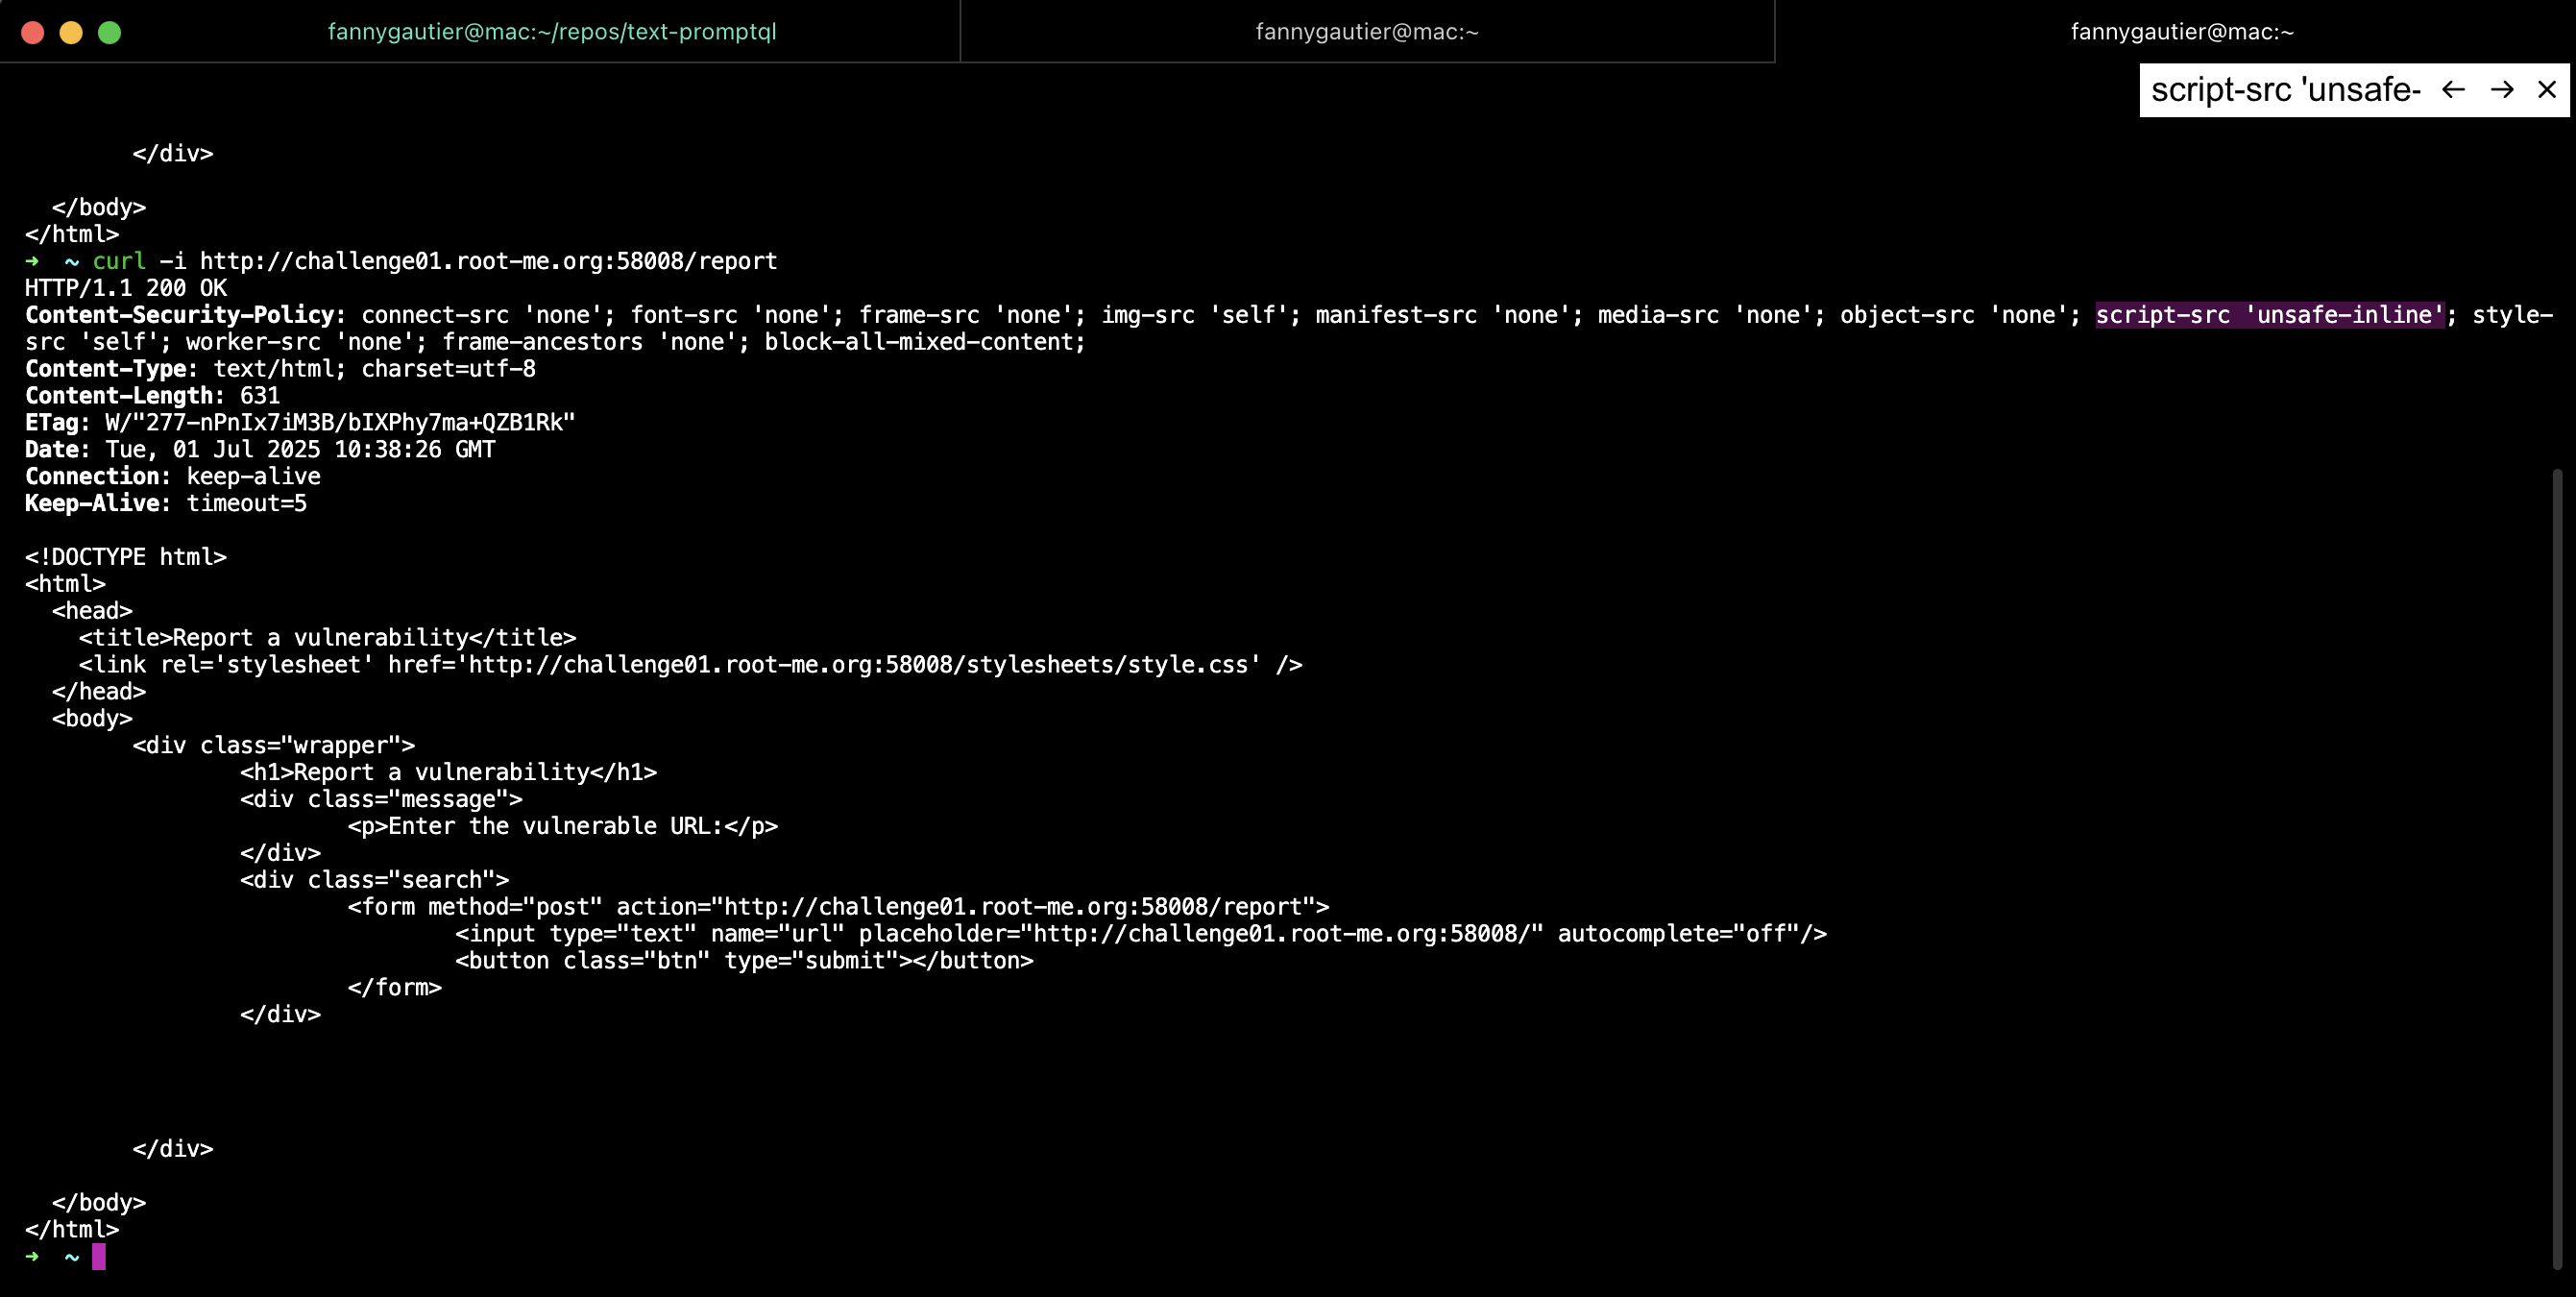 fannygautier@mac:~/repos/text-promptql
fannygautier@mac:~
fannygautier@mac:~
script-src 'unsafe- ← → ×
</div>
</body>
</html>
➜ ~ curl -i http://challenge01.root-me.org:58008/report
HTTP/1.1 200 OK
Content-Security-Policy: connect-src 'none'; font-src 'none'; frame-src 'none'; img-src 'self'; manifest-src 'none'; media-src 'none'; object-src 'none'; script-src 'unsafe-inline'; style-
src 'self'; worker-src 'none'; frame-ancestors 'none'; block-all-mixed-content;
Content-Type: text/html; charset=utf-8
Content-Length: 631
ETag: W/"277-nPnIx7iM3B/bIXPhy7ma+QZB1Rk"
Date: Tue, 01 Jul 2025 10:38:26 GMT
Connection: keep-alive
Keep-Alive: timeout=5
<!DOCTYPE html>
<html>
<head>
<title>Report a vulnerability</title>
<link rel='stylesheet' href='http://challenge01.root-me.org:58008/stylesheets/style.css' />
</head>
<body>
<div class="wrapper">
<h1>Report a vulnerability</h1>
<div class="message">
<p>Enter the vulnerable URL:</p>
</div>
<div class="search">
<form method="post" action="http://challenge01.root-me.org:58008/report">
<input type="text" name="url" placeholder="http://challenge01.root-me.org:58008/" autocomplete="off"/>
<button class="btn" type="submit"></button>
</form>
</div>
</div>
</body>
</html>
➜ ~